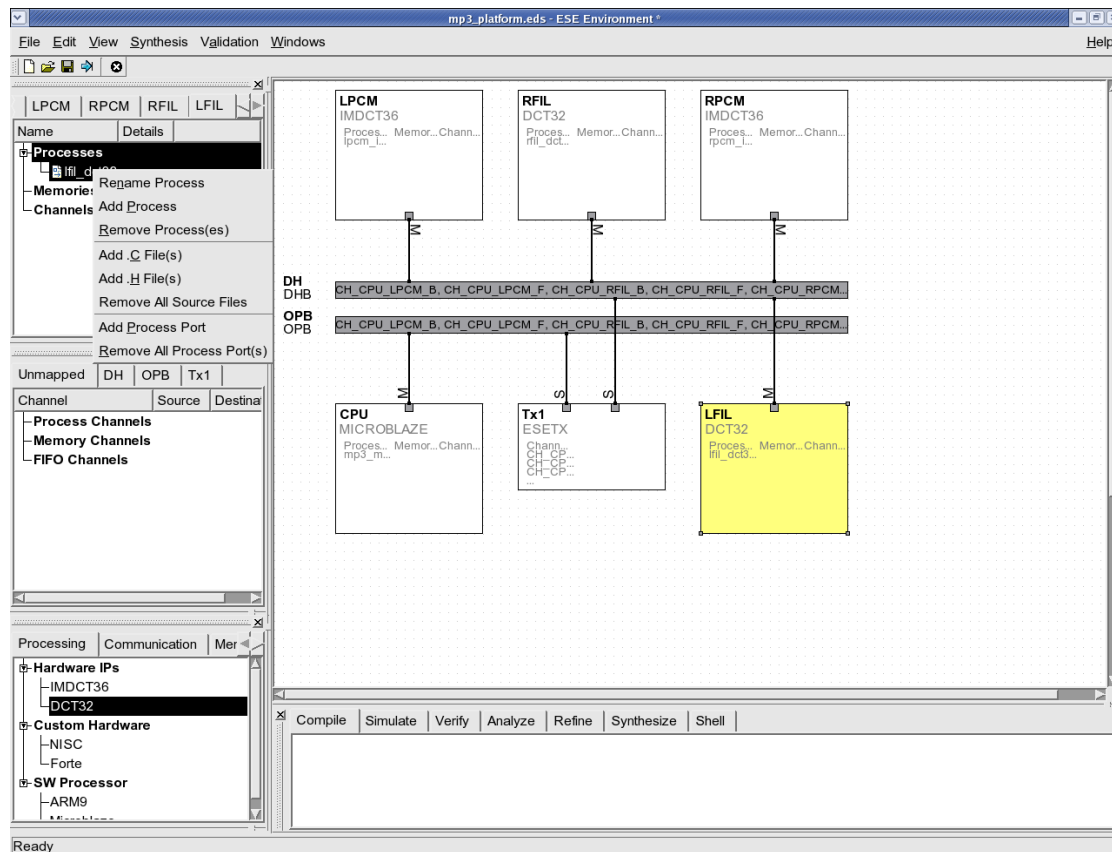 mp3_platform.eds - ESE Environment *
File Edit View Synthesis Validation Windows Help
LPCM RPCM RFIL LFIL
Name Details
Processes
Memories
Channels
Rename Process
Add Process
Remove Process(es)
Add .C File(s)
Add .H File(s)
Remove All Source Files
Add Process Port
Remove All Process Port(s)
Unmapped DH OPB Tx1
Channel Source Destina
Process Channels
Memory Channels
FIFO Channels
Processing Communication Mer
Hardware IPs
IMDCT36
DCT32
Custom Hardware
NISC
Forte
SW Processor
ARM9
Microblaze
Ready
LPCM
IMDCT36
Proces... Memor... Chann...
lpcm_i...
M
RFIL
DCT32
Proces... Memor... Chann...
rfil_dct...
M
RPCM
IMDCT36
Proces... Memor... Chann...
rpcm_i...
M
DH
DHB
CH_CPU_LPCM_B, CH_CPU_LPCM_F, CH_CPU_RFIL_B, CH_CPU_RFIL_F, CH_CPU_RPCM...
OPB
OPB
CH_CPU_LPCM_B, CH_CPU_LPCM_F, CH_CPU_RFIL_B, CH_CPU_RFIL_F, CH_CPU_RPCM...
M
S
S
M
CPU
MICROBLAZE
Proces... Memor... Chann...
mp3_m...
Tx1
ESETX
Chann...
CH_CP...
CH_CP...
CH_CP...
...
LFIL
DCT32
Proces... Memor... Chann...
lfil_dct3...
Compile Simulate Verify Analyze Refine Synthesize Shell